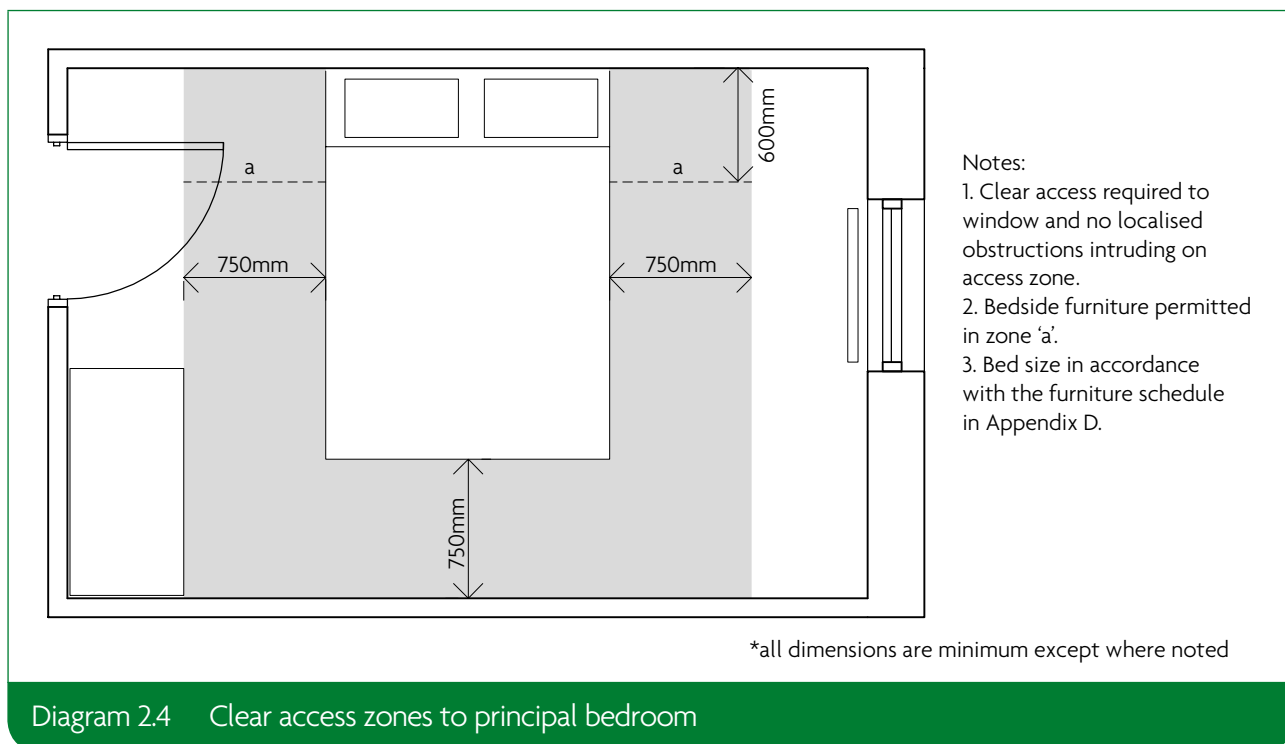 600mm
a
a
750mm
750mm
750mm
Notes:
1. Clear access required to
window and no localised
obstructions intruding on
access zone.
2. Bedside furniture permitted
in zone ‘a’.
3. Bed size in accordance
with the furniture schedule
in Appendix D.
*all dimensions are minimum except where noted
Diagram 2.4 Clear access zones to principal bedroom